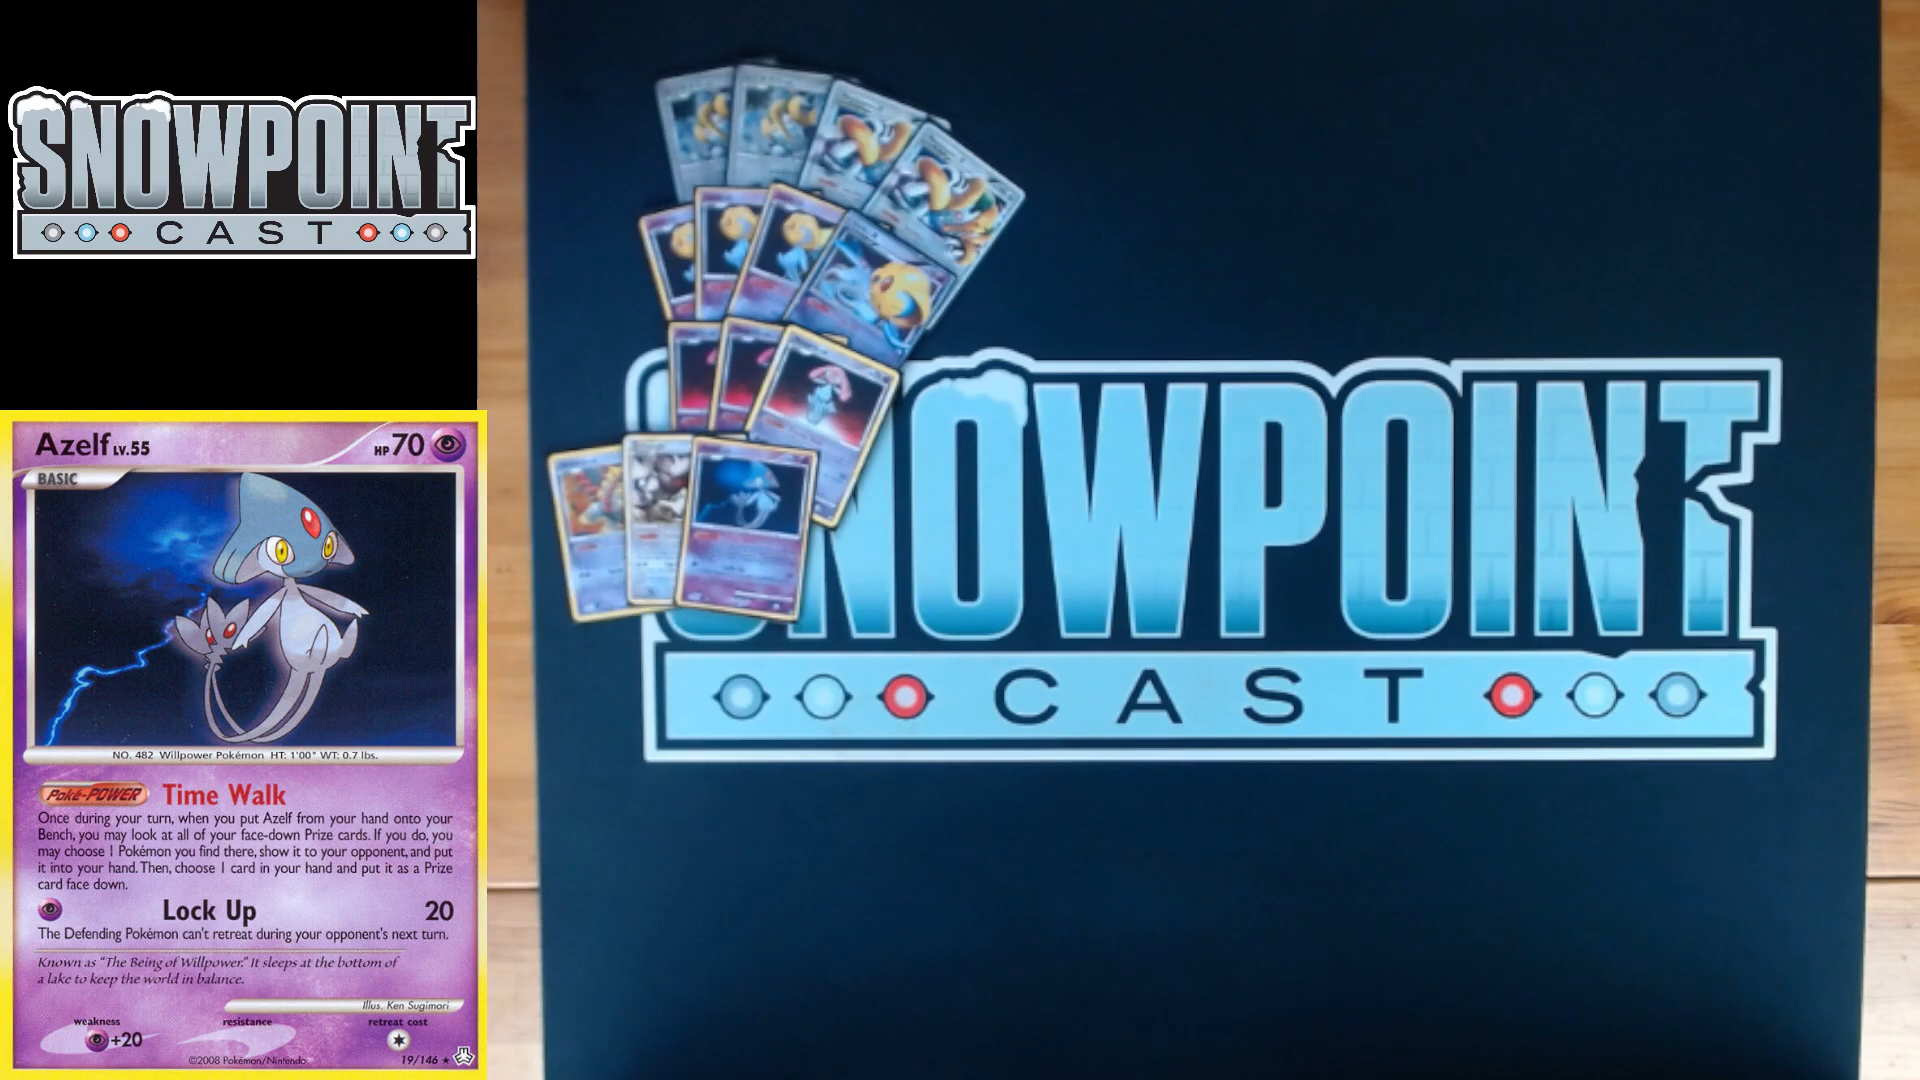 SNOWPOINT
CAST
Azelf LV.55 HP 70
BASIC
NO. 482 Willpower Pokémon HT: 1'00" WT: 0.7 lbs.
Poké-POWER Time Walk
Once during your turn, when you put Azelf from your hand onto your
Bench, you may look at all of your face-down Prize cards. If you do, you
may choose 1 Pokémon you find there, show it to your opponent, and put
it into your hand. Then, choose 1 card in your hand and put it as a Prize
card face down.
Lock Up 20
The Defending Pokémon can't retreat during your opponent's next turn.
Known as "The Being of Willpower." It sleeps at the bottom of
a lake to keep the world in balance.
Illus. Ken Sugimori
weakness resistance retreat cost
+20
©2008 Pokémon/Nintendo 19/146
SNOWPOINT
CAST